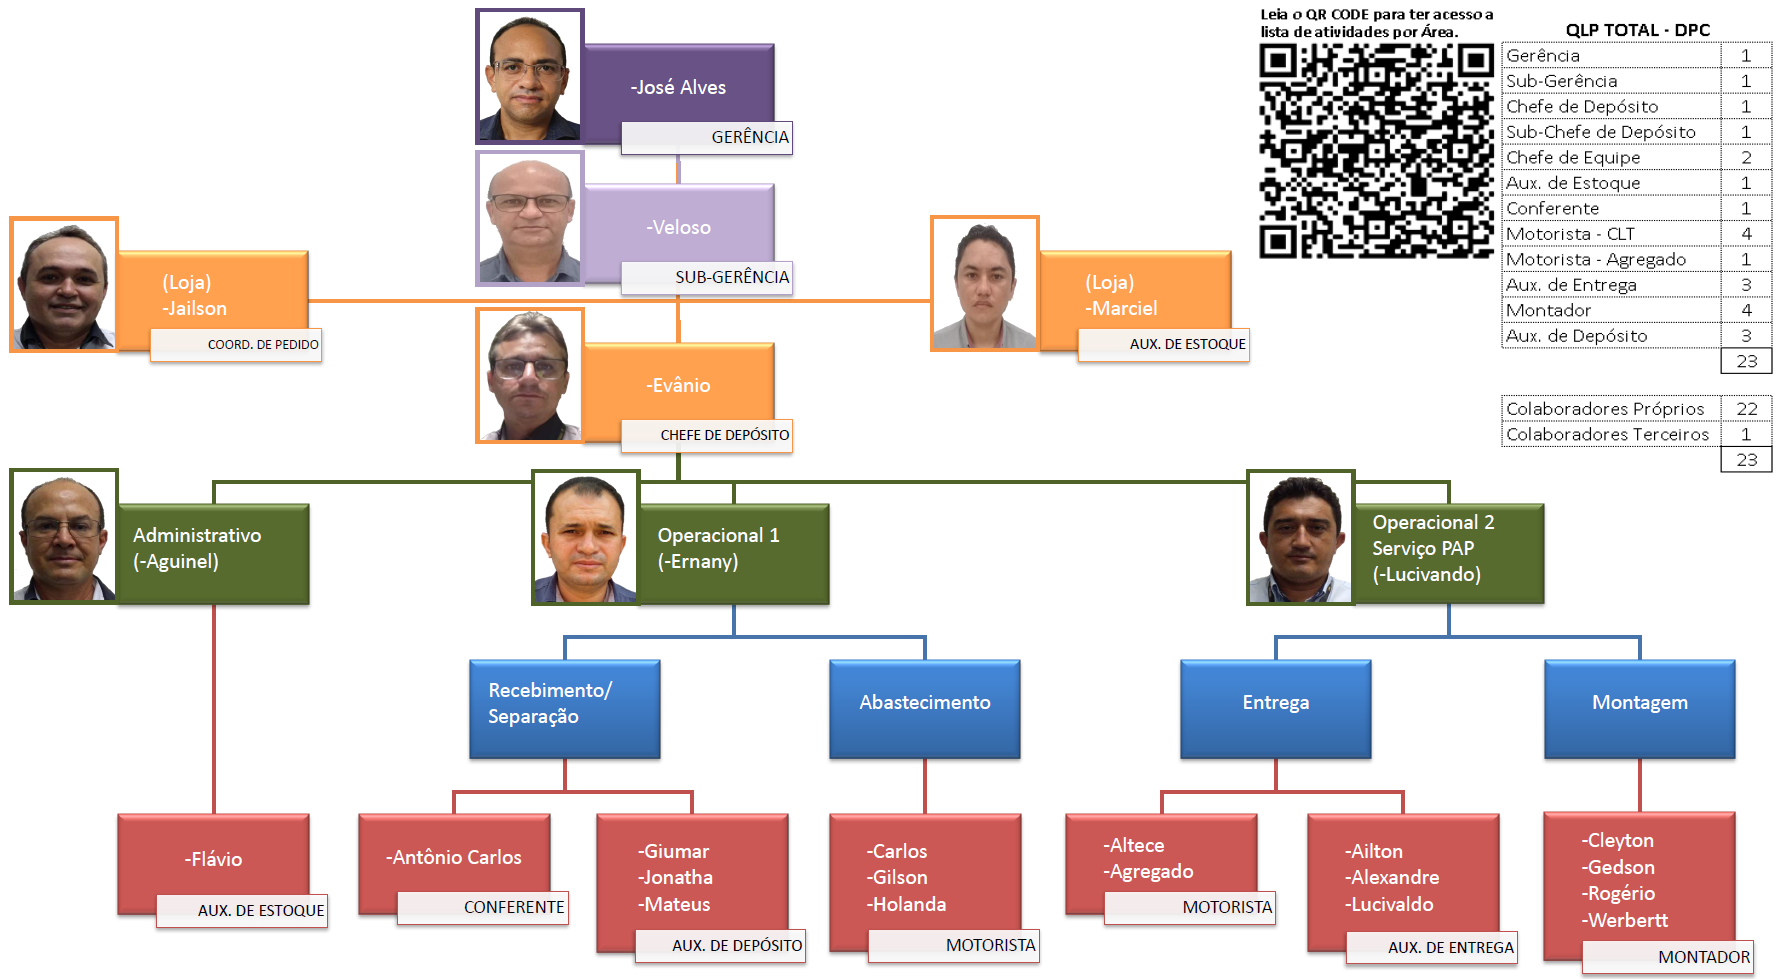 Leia o QR CODE para ter acesso a
lista de atividades por Área.
QLP TOTAL - DPC
Gerência 1
Sub-Gerência 1
Chefe de Depósito 1
Sub-Chefe de Depósito 1
Chefe de Equipe 2
Aux. de Estoque 1
Conferente 1
Motorista - CLT 4
Motorista - Agregado 1
Aux. de Entrega 3
Montador 4
Aux. de Depósito 3
23
Colaboradores Próprios 22
Colaboradores Terceiros 1
23
-José Alves
GERÊNCIA
-Veloso
SUB-GERÊNCIA
(Loja)
-Jailson
COORD. DE PEDIDO
(Loja)
-Marciel
AUX. DE ESTOQUE
-Evânio
CHEFE DE DEPÓSITO
Administrativo
(-Aguinel)
Operacional 1
(-Ernany)
Operacional 2
Serviço PAP
(-Lucivando)
Recebimento/
Separação
Abastecimento
Entrega
Montagem
-Flávio
AUX. DE ESTOQUE
-Antônio Carlos
CONFERENTE
-Giumar
-Jonatha
-Mateus
AUX. DE DEPÓSITO
-Carlos
-Gilson
-Holanda
MOTORISTA
-Altece
-Agregado
MOTORISTA
-Ailton
-Alexandre
-Lucivaldo
AUX. DE ENTREGA
-Cleyton
-Gedson
-Rogério
-Werbertt
MONTADOR